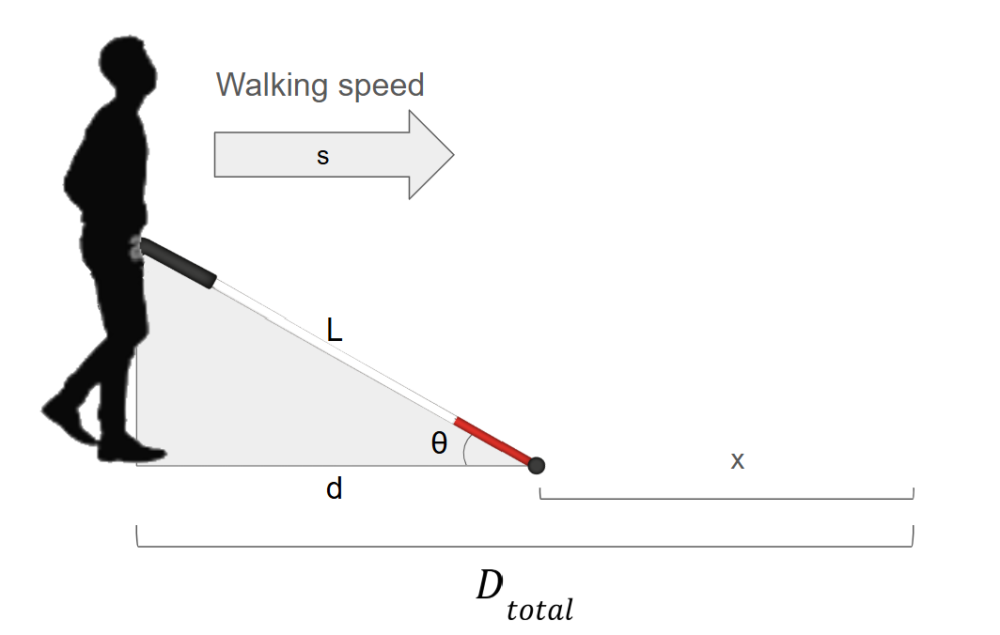 Walking speed
s
L
θ
x
d
D total